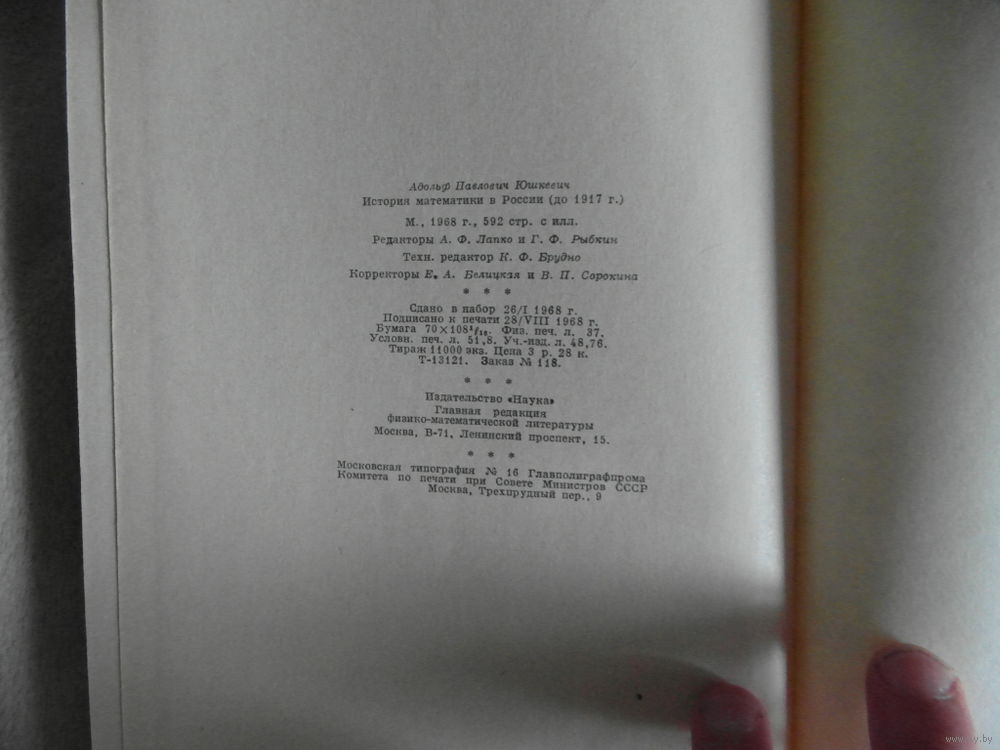 Адольф Павлович Юшкевич
История математики в России (до 1917 г.)
М., 1968 г., 592 стр. с илл.
Редакторы А. Ф. Лапко и Г. Ф. Рыбкин
Техн. редактор К. Ф. Брудно
Корректоры Е. А. Белицкая и В. П. Сорокина
* * *
Сдано в набор 26/I 1968 г.
Подписано к печати 28/VIII 1968 г.
Бумага 70×108¹/₁₆. Физ. печ. л. 37.
Условн. печ. л. 51,8. Уч.-изд. л. 48,76.
Тираж 11000 экз. Цена 3 р. 28 к.
Т-13121. Заказ № 118.
* * *
Издательство «Наука»
Главная редакция
физико-математической литературы
Москва, В-71, Ленинский проспект, 15.
* * *
Московская типография № 16 Главполиграфпрома
Комитета по печати при Совете Министров СССР
Москва, Трехпрудный пер., 9